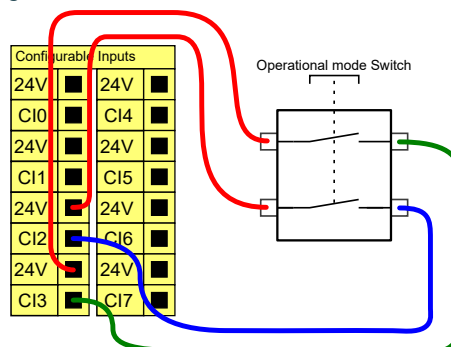 Configurable Inputs
24V 24V
CI0 CI4
24V 24V
CI1 CI5
24V 24V
CI2 CI6
24V 24V
CI3 CI7
Operational mode Switch